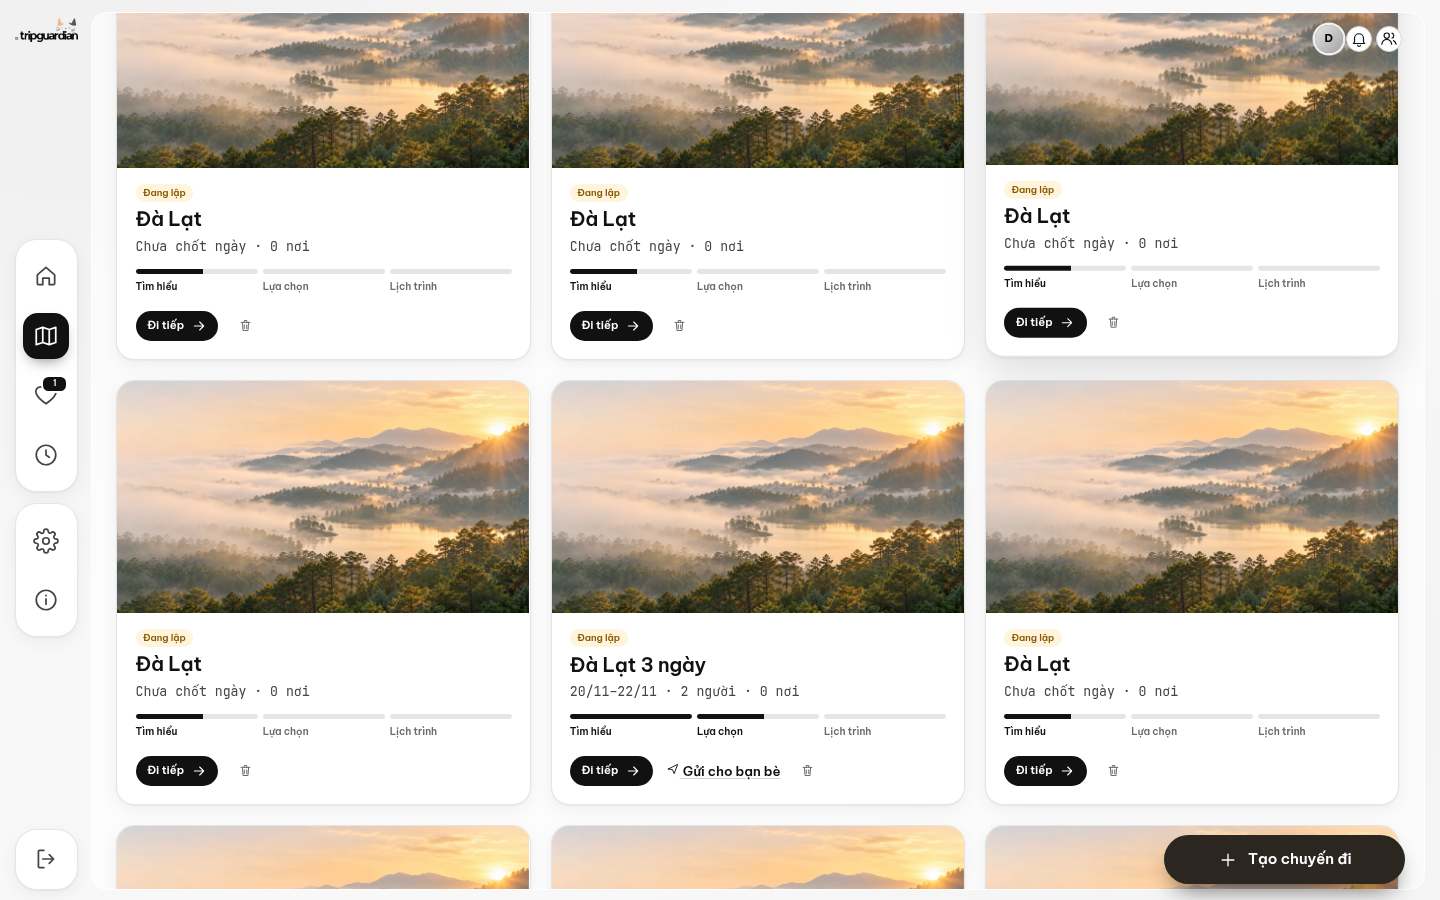 tripguardian
D
Đang lập
Đà Lạt
Chưa chốt ngày · 0 nơi
Tìm hiểu Lựa chọn Lịch trình
Đi tiếp
Đang lập
Đà Lạt
Chưa chốt ngày · 0 nơi
Tìm hiểu Lựa chọn Lịch trình
Đi tiếp
Đang lập
Đà Lạt
Chưa chốt ngày · 0 nơi
Tìm hiểu Lựa chọn Lịch trình
Đi tiếp
1
Đang lập
Đà Lạt
Chưa chốt ngày · 0 nơi
Tìm hiểu Lựa chọn Lịch trình
Đi tiếp
Đang lập
Đà Lạt 3 ngày
20/11–22/11 · 2 người · 0 nơi
Tìm hiểu Lựa chọn Lịch trình
Đi tiếp Gửi cho bạn bè
Đang lập
Đà Lạt
Chưa chốt ngày · 0 nơi
Tìm hiểu Lựa chọn Lịch trình
Đi tiếp
Tạo chuyến đi